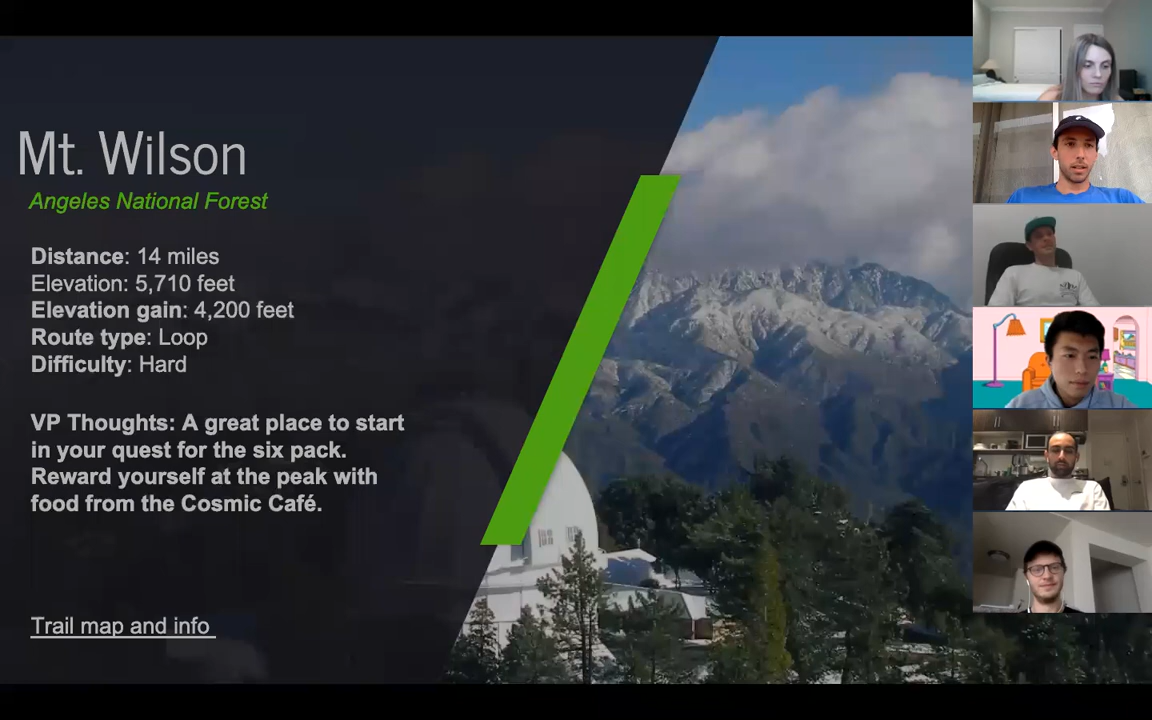 Mt. Wilson
Angeles National Forest
Distance: 14 miles
Elevation: 5,710 feet
Elevation gain: 4,200 feet
Route type: Loop
Difficulty: Hard
VP Thoughts: A great place to start
in your quest for the six pack.
Reward yourself at the peak with
food from the Cosmic Café.
Trail map and info